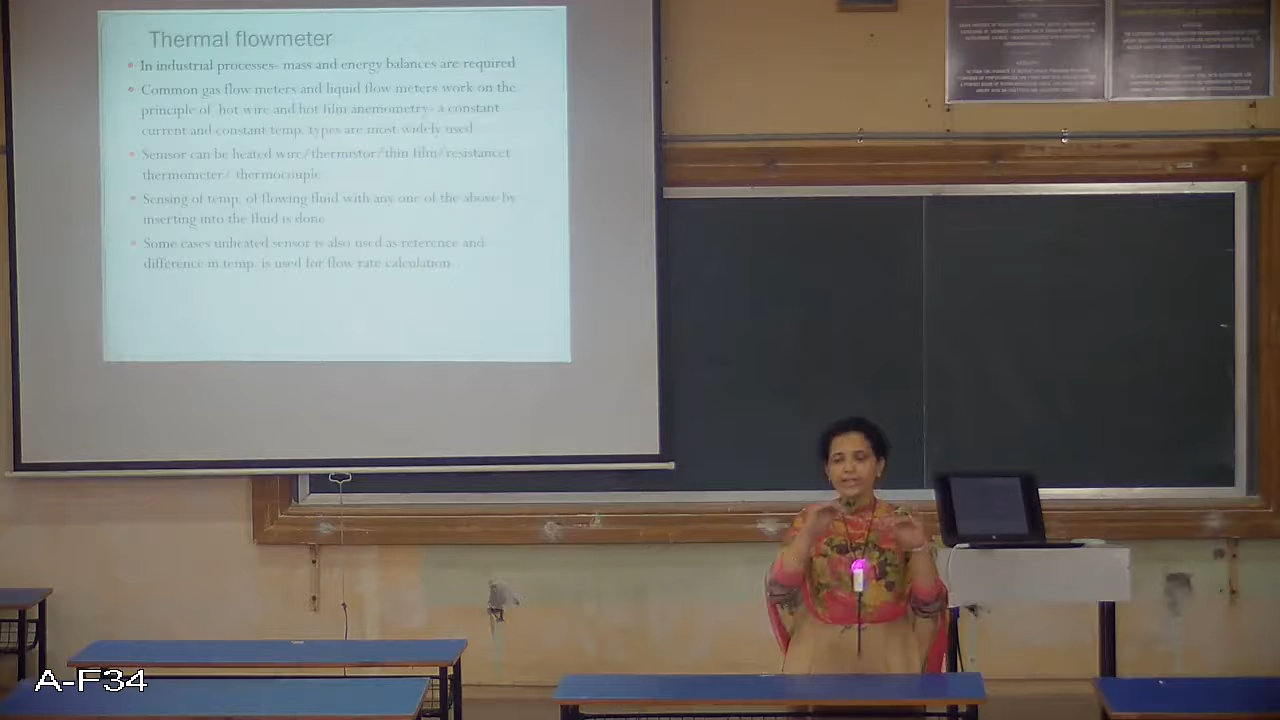 Thermal flowmeter
• In industrial processes- mass and energy balances are required
• Common gas flow meters and liquid flow meters work on the
principle of hot wire and hot film anemometry- a constant
current and constant temp. types are most widely used
• Semsor can be heated wire/thermistor/thin film/resistancet
thermometer/ thermocouple
• Sensing of temp. of flowing fluid with any one of the above by
inserting into the fluid is done
• Some cases unheated sensor is also used as reference and
difference in temp. is used for flow rate calculation.
A-F34